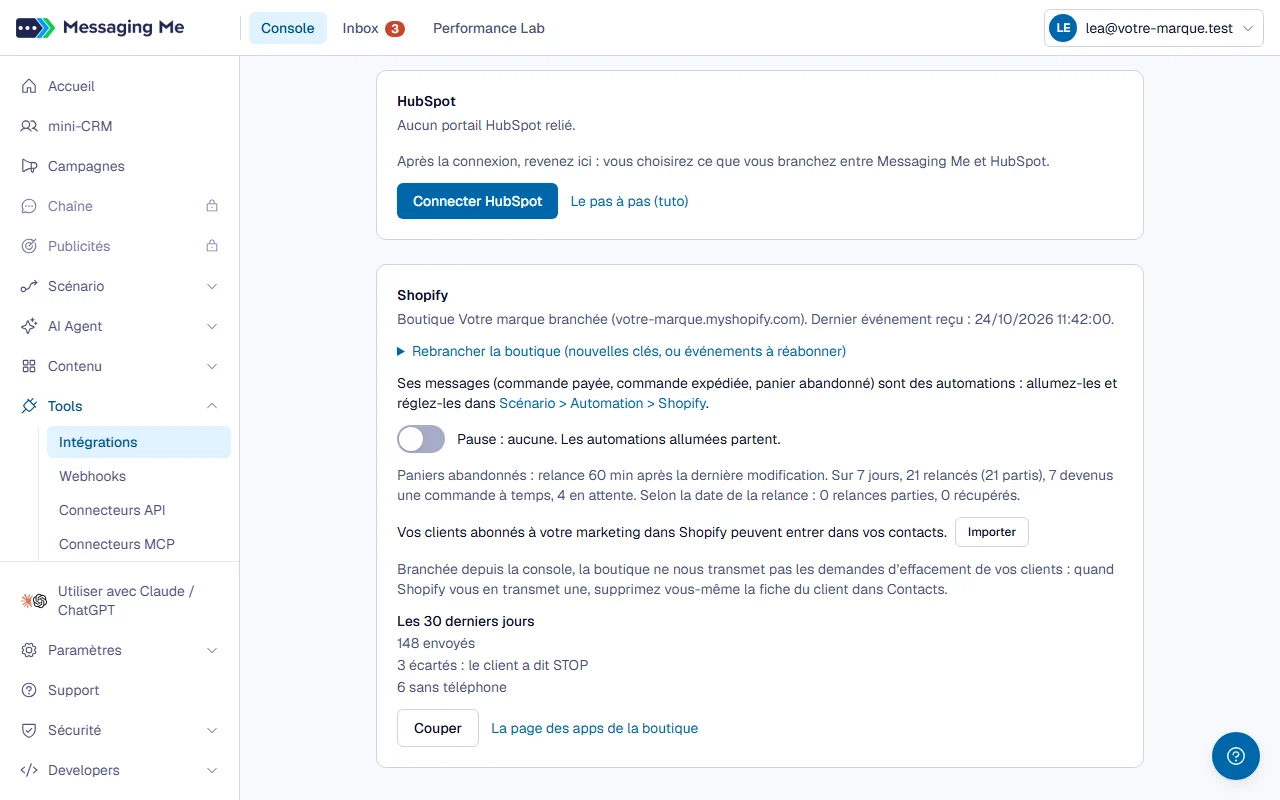 Messaging Me
Console
Inbox 3
Performance Lab
LE lea@votre-marque.test
Accueil
mini-CRM
Campagnes
Chaîne
Publicités
Scénario
AI Agent
Contenu
Tools
Intégrations
Webhooks
Connecteurs API
Connecteurs MCP
Utiliser avec Claude /
ChatGPT
Paramètres
Support
Sécurité
Developers
HubSpot
Aucun portail HubSpot relié.
Après la connexion, revenez ici : vous choisirez ce que vous branchez entre Messaging Me et HubSpot.
Connecter HubSpot
Le pas à pas (tuto)
Shopify
Boutique Votre marque branchée (votre-marque.myshopify.com). Dernier événement reçu : 24/10/2026 11:42:00.
Rebrancher la boutique (nouvelles clés, ou événements à réabonner)
Ses messages (commande payée, commande expédiée, panier abandonné) sont des automations : allumez-les et
réglez-les dans Scénario > Automation > Shopify.
Pause : aucune. Les automations allumées partent.
Paniers abandonnés : relance 60 min après la dernière modification. Sur 7 jours, 21 relancés (21 partis), 7 devenus
une commande à temps, 4 en attente. Selon la date de la relance : 0 relances parties, 0 récupérés.
Vos clients abonnés à votre marketing dans Shopify peuvent entrer dans vos contacts. Importer
Branchée depuis la console, la boutique ne nous transmet pas les demandes d’effacement de vos clients : quand
Shopify vous en transmet une, supprimez vous-même la fiche du client dans Contacts.
Les 30 derniers jours
148 envoyés
3 écartés : le client a dit STOP
6 sans téléphone
Couper
La page des apps de la boutique